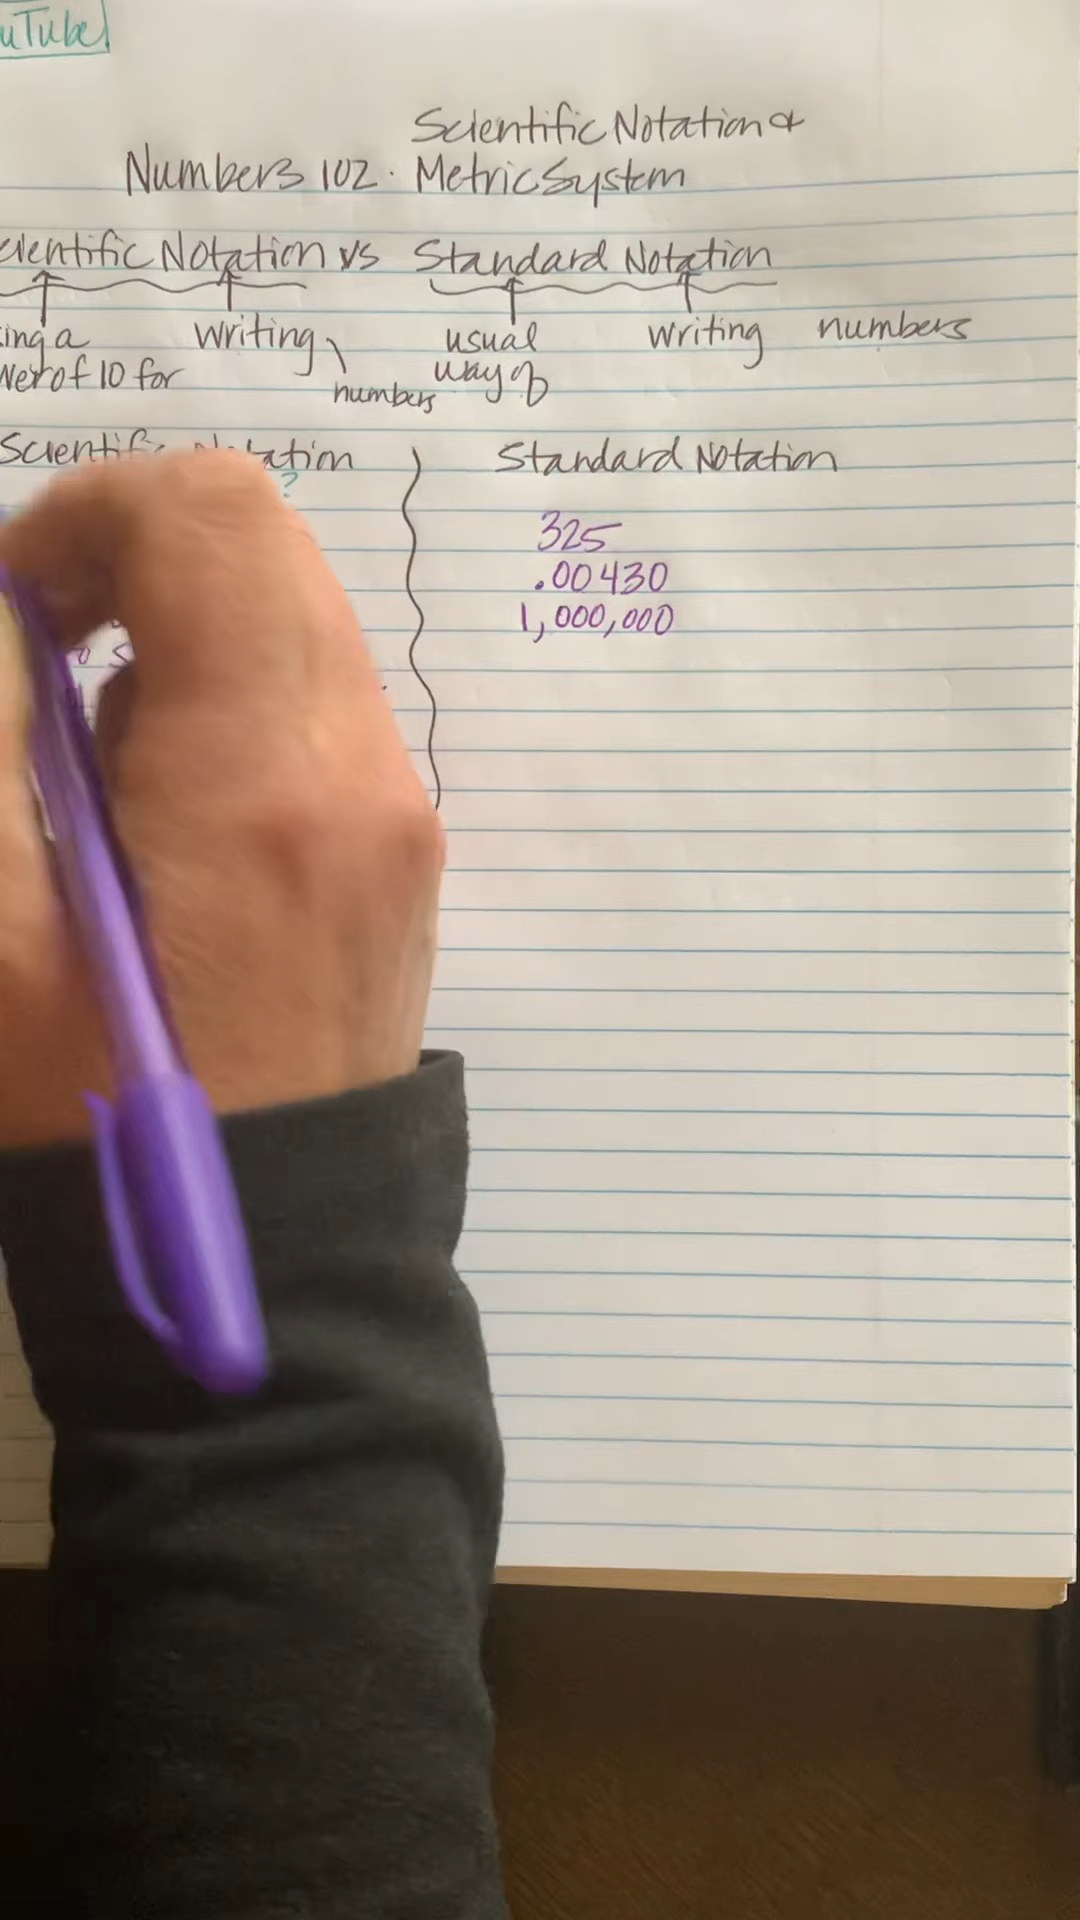 uTube
Scientific Notation &
Numbers 102. Metric System
cientific Notation vs Standard Notation
ing a writing usual writing numbers
wer of 10 for numbers way of
Scientific Notation Standard Notation
?
325
.00430
1,000,000